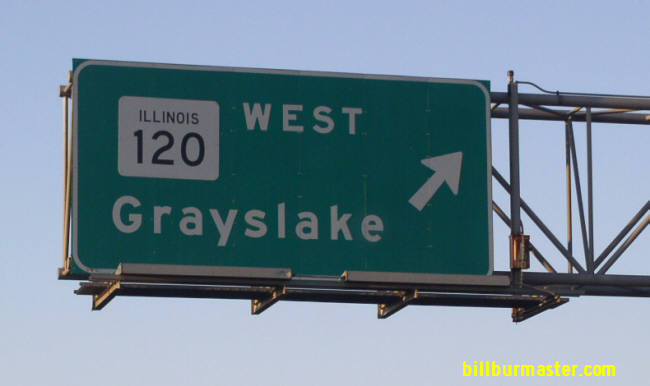 ILLINOIS
120
WEST
Grayslake
billburmaster.com